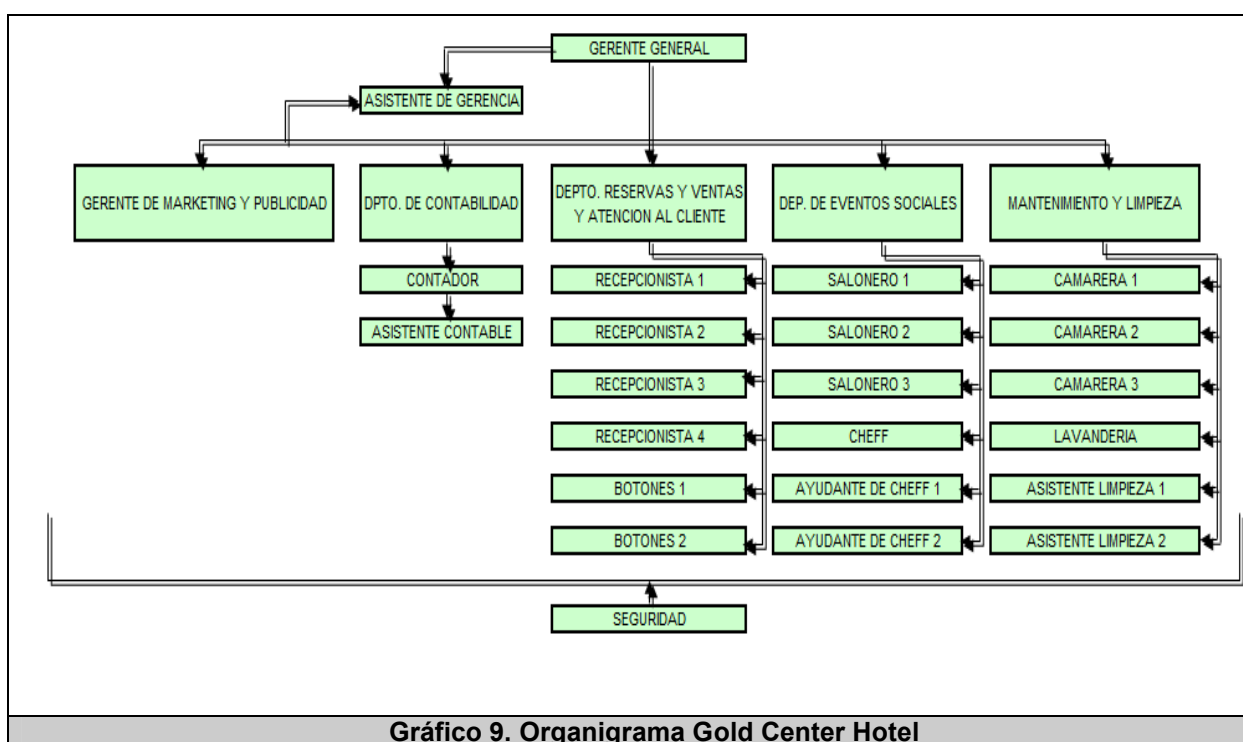 GERENTE GENERAL
ASISTENTE DE GERENCIA
GERENTE DE MARKETING Y PUBLICIDAD
DPTO. DE CONTABILIDAD
DEPTO. RESERVAS Y VENTAS
Y ATENCION AL CLIENTE
DEP. DE EVENTOS SOCIALES
MANTENIMIENTO Y LIMPIEZA
CONTADOR
ASISTENTE CONTABLE
RECEPCIONISTA 1
RECEPCIONISTA 2
RECEPCIONISTA 3
RECEPCIONISTA 4
BOTONES 1
BOTONES 2
SALONERO 1
SALONERO 2
SALONERO 3
CHEFF
AYUDANTE DE CHEFF 1
AYUDANTE DE CHEFF 2
CAMARERA 1
CAMARERA 2
CAMARERA 3
LAVANDERIA
ASISTENTE LIMPIEZA 1
ASISTENTE LIMPIEZA 2
SEGURIDAD
Gráfico 9. Organigrama Gold Center Hotel